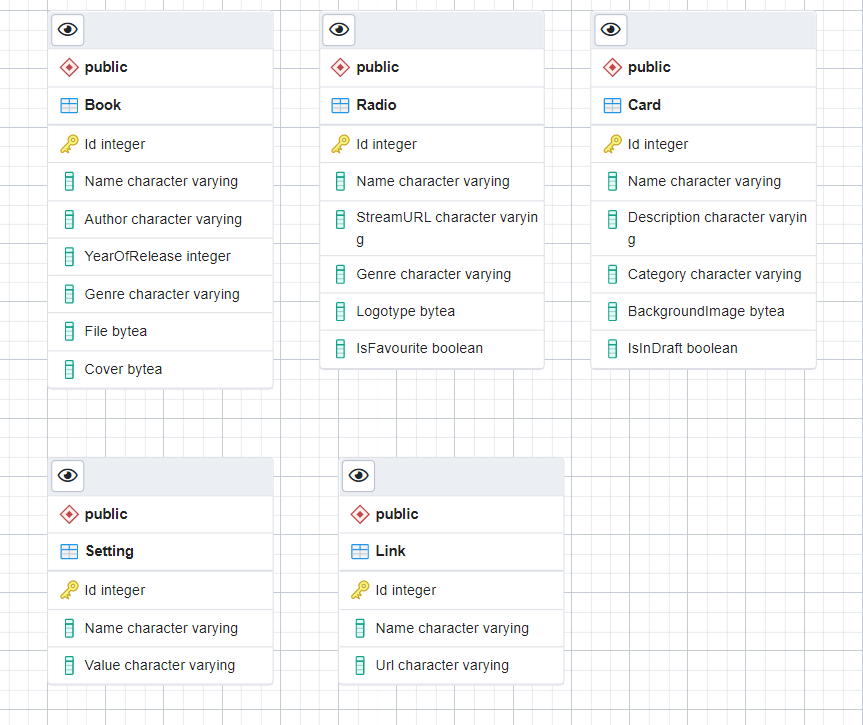 public
Book
Id integer
Name character varying
Author character varying
YearOfRelease integer
Genre character varying
File bytea
Cover bytea
public
Radio
Id integer
Name character varying
StreamURL character varyin
g
Genre character varying
Logotype bytea
IsFavourite boolean
public
Card
Id integer
Name character varying
Description character varyin
g
Category character varying
BackgroundImage bytea
IsInDraft boolean
public
Setting
Id integer
Name character varying
Value character varying
public
Link
Id integer
Name character varying
Url character varying